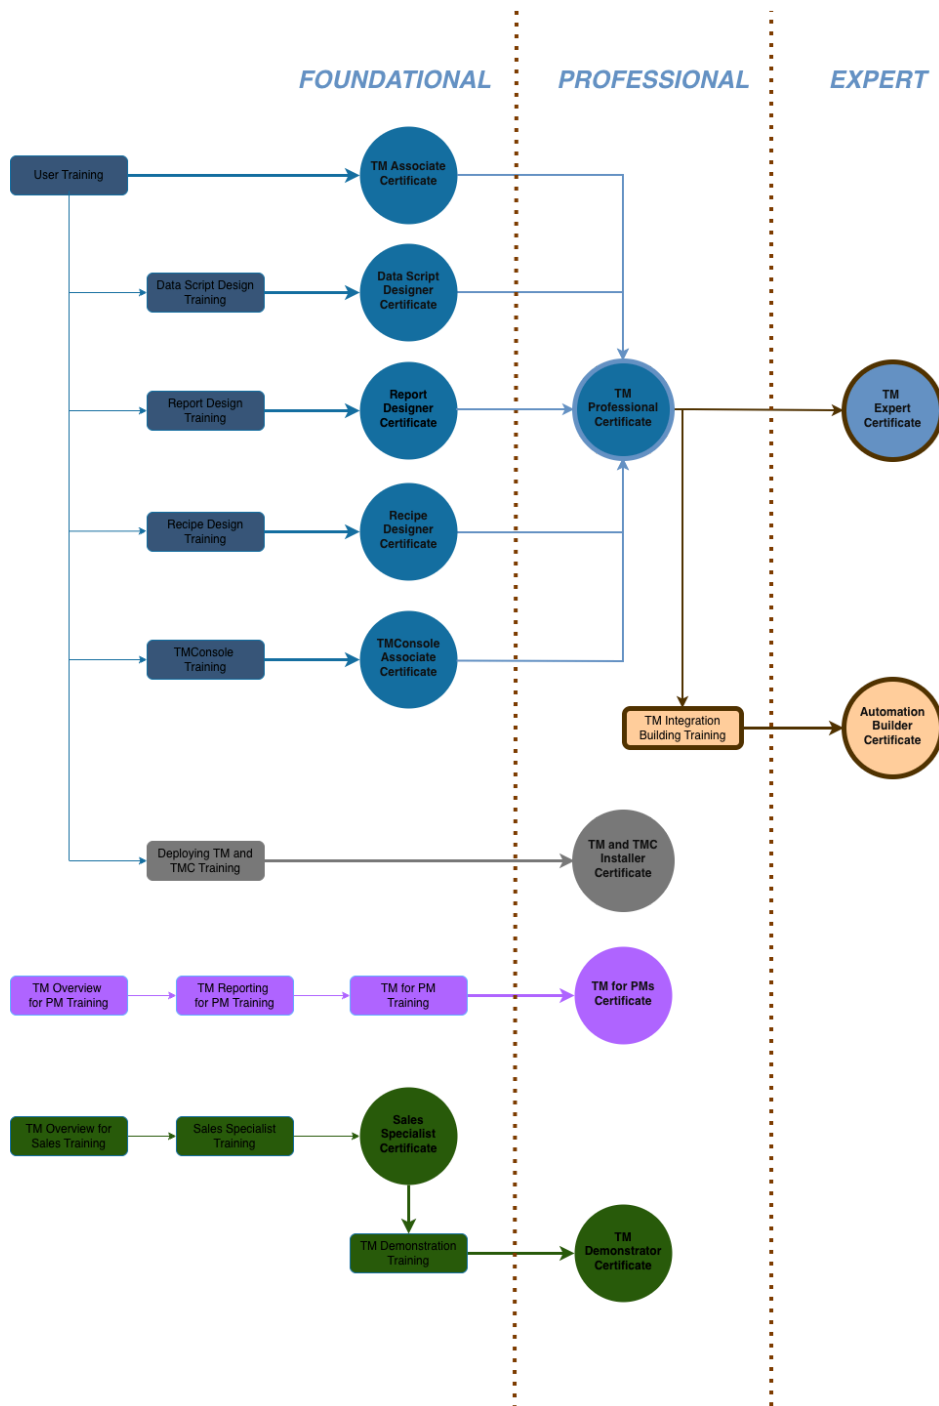 FOUNDATIONAL
PROFESSIONAL
EXPERT
User Training
TM Associate
Certificate
Data Script Design
Training
Data Script
Designer
Certificate
Report Design
Training
Report
Designer
Certificate
TM
Professional
Certificate
TM
Expert
Certificate
Recipe Design
Training
Recipe
Designer
Certificate
TMConsole
Training
TMConsole
Associate
Certificate
TM Integration
Building Training
Automation
Builder
Certificate
Deploying TM and
TMC Training
TM and TMC
Installer
Certificate
TM Overview
for PM Training
TM Reporting
for PM Training
TM for PM
Training
TM for PMs
Certificate
TM Overview for
Sales Training
Sales Specialist
Training
Sales
Specialist
Certificate
TM Demonstration
Training
TM
Demonstrator
Certificate